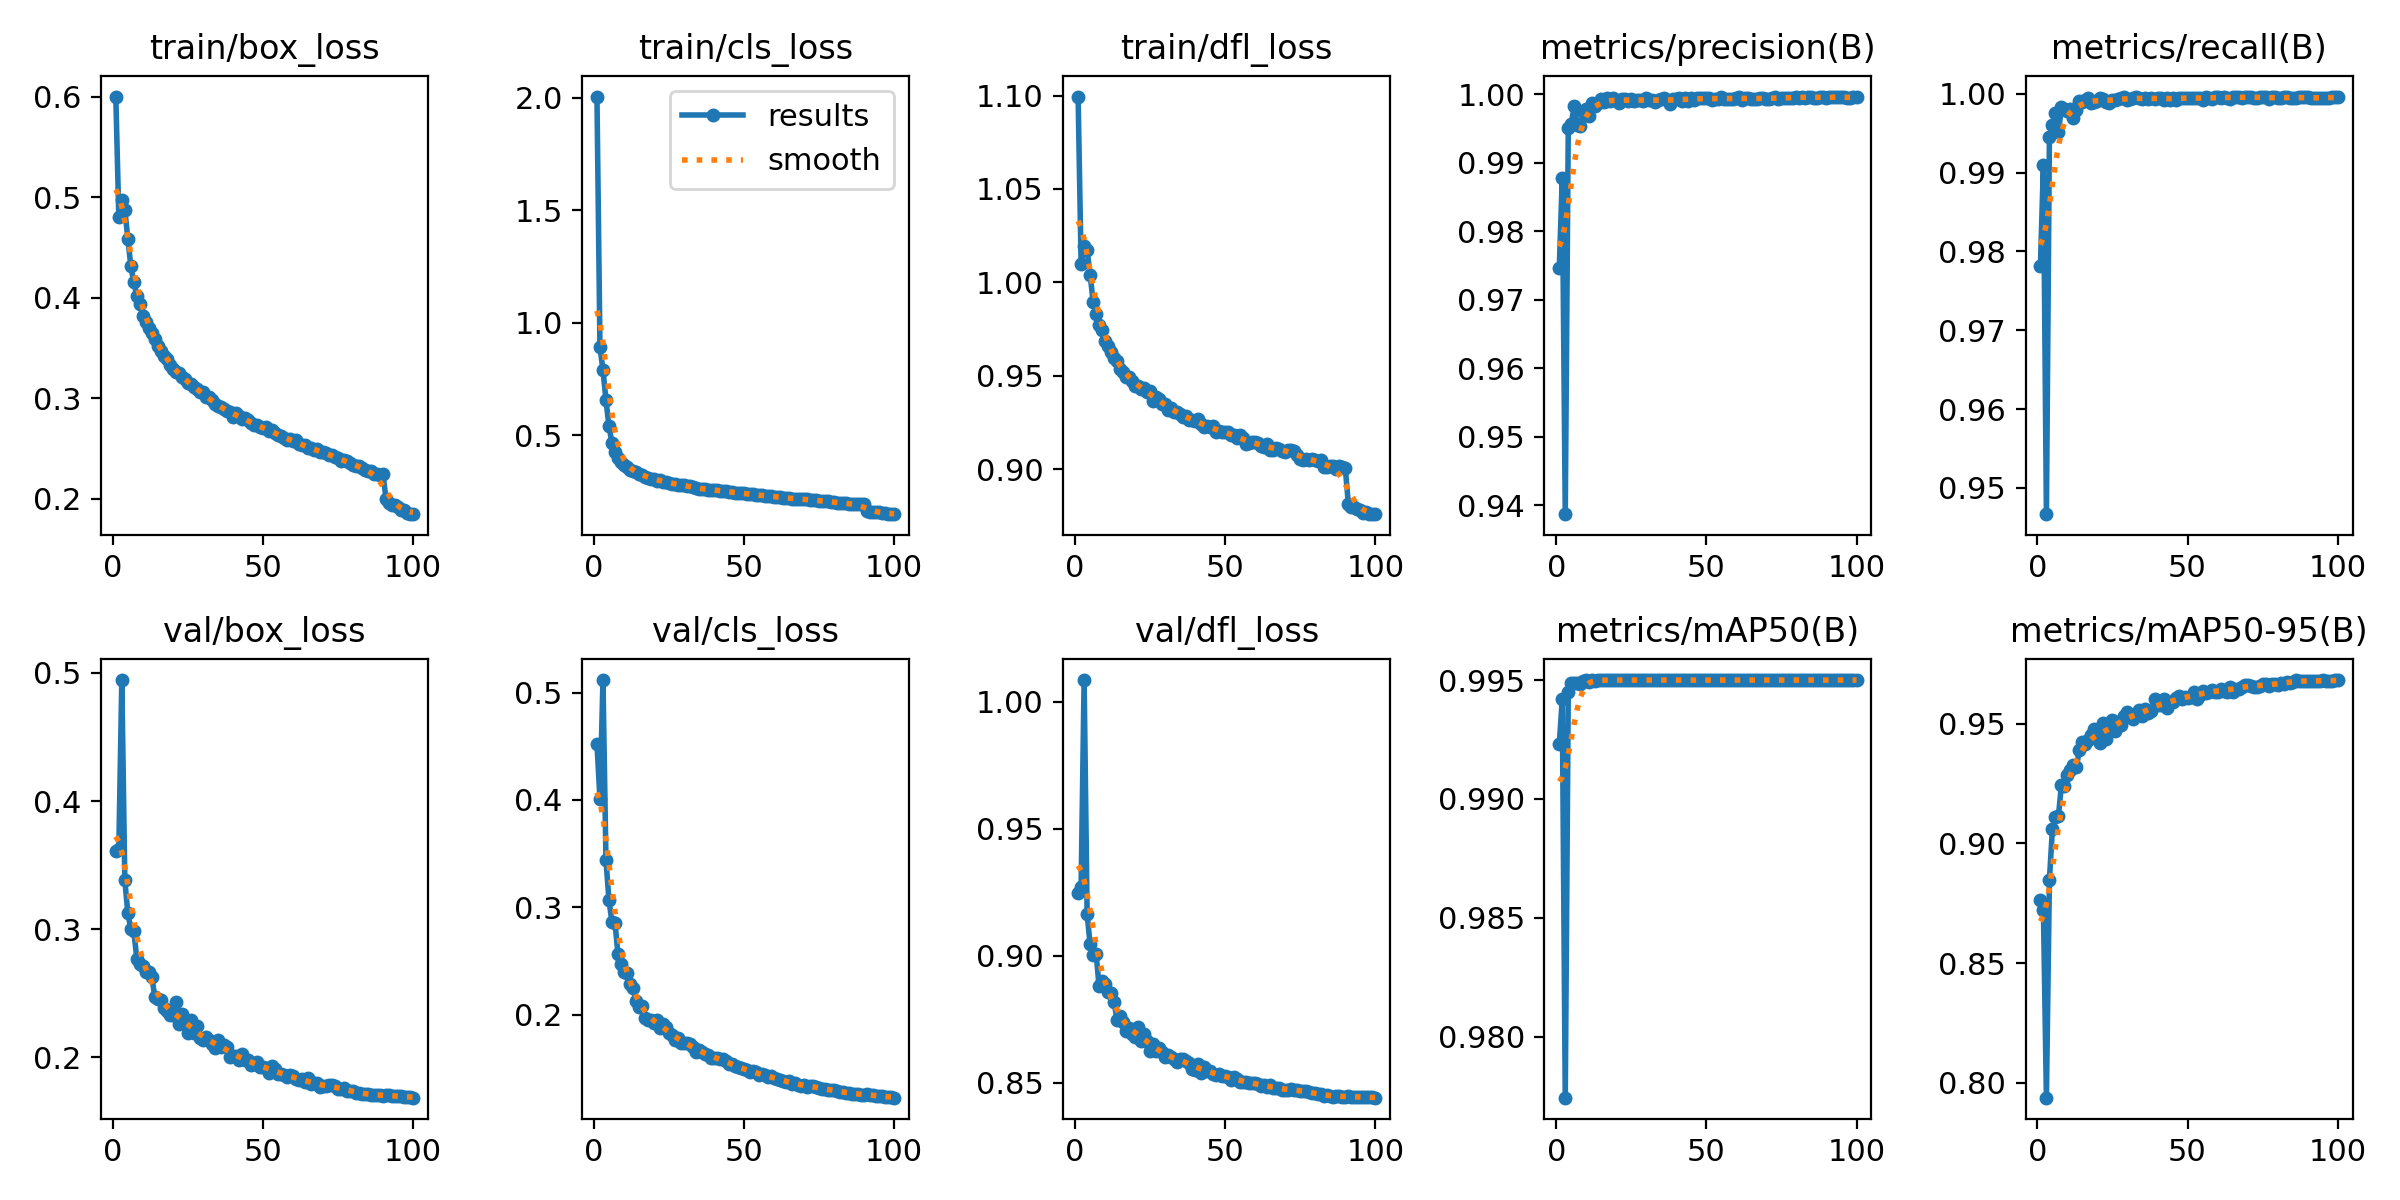 train/box_loss
0.6
0.5
0.4
0.3
0.2
0 50 100
train/cls_loss
results
smooth
2.0
1.5
1.0
0.5
0 50 100
train/dfl_loss
1.10
1.05
1.00
0.95
0.90
0 50 100
metrics/precision(B)
1.00
0.99
0.98
0.97
0.96
0.95
0.94
0 50 100
metrics/recall(B)
1.00
0.99
0.98
0.97
0.96
0.95
0 50 100
val/box_loss
0.5
0.4
0.3
0.2
0 50 100
val/cls_loss
0.5
0.4
0.3
0.2
0 50 100
val/dfl_loss
1.00
0.95
0.90
0.85
0 50 100
metrics/mAP50(B)
0.995
0.990
0.985
0.980
0 50 100
metrics/mAP50-95(B)
0.95
0.90
0.85
0.80
0 50 100